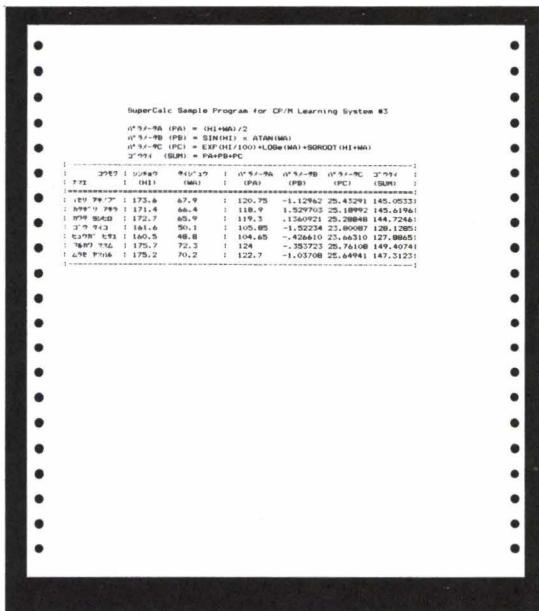 SuperCalc Sample Program for CP/M Learning System #3
ﾊﾟﾗﾒｰﾀA (PA) = (HI+WA)/2
ﾊﾟﾗﾒｰﾀB (PB) = SIN(HI) × ATAN(WA)
ﾊﾟﾗﾒｰﾀC (PC) = EXP(HI/100)+LOGe(WA)+SQROOT(HI+WA)
ｺﾞｳｹｲ (SUM) = PA+PB+PC
ｺｳﾓｸ : ｼﾝﾁｮｳ ﾀｲｼﾞｭｳ : ﾊﾟﾗﾒｰﾀA ﾊﾟﾗﾒｰﾀB ﾊﾟﾗﾒｰﾀC ｺﾞｳｹｲ :
: ﾅﾏｴ : (HI) (WA) : (PA) (PB) (PC) (SUM) :
: : 173.6 67.9 : 120.75 -1.12962 25.43291 145.0533:
: : 171.4 66.4 : 118.9 1.529703 25.18992 145.6196:
: : 172.7 65.9 : 119.3 .1360921 25.28848 144.7246:
: : 161.6 50.1 : 105.85 -1.52234 23.80087 128.1285:
: : 160.5 48.8 : 104.65 -.426610 23.66310 127.8865:
: : 175.7 72.3 : 124 -.353723 25.76108 149.4074:
: : 175.2 70.2 : 122.7 -1.03708 25.64941 147.3123: